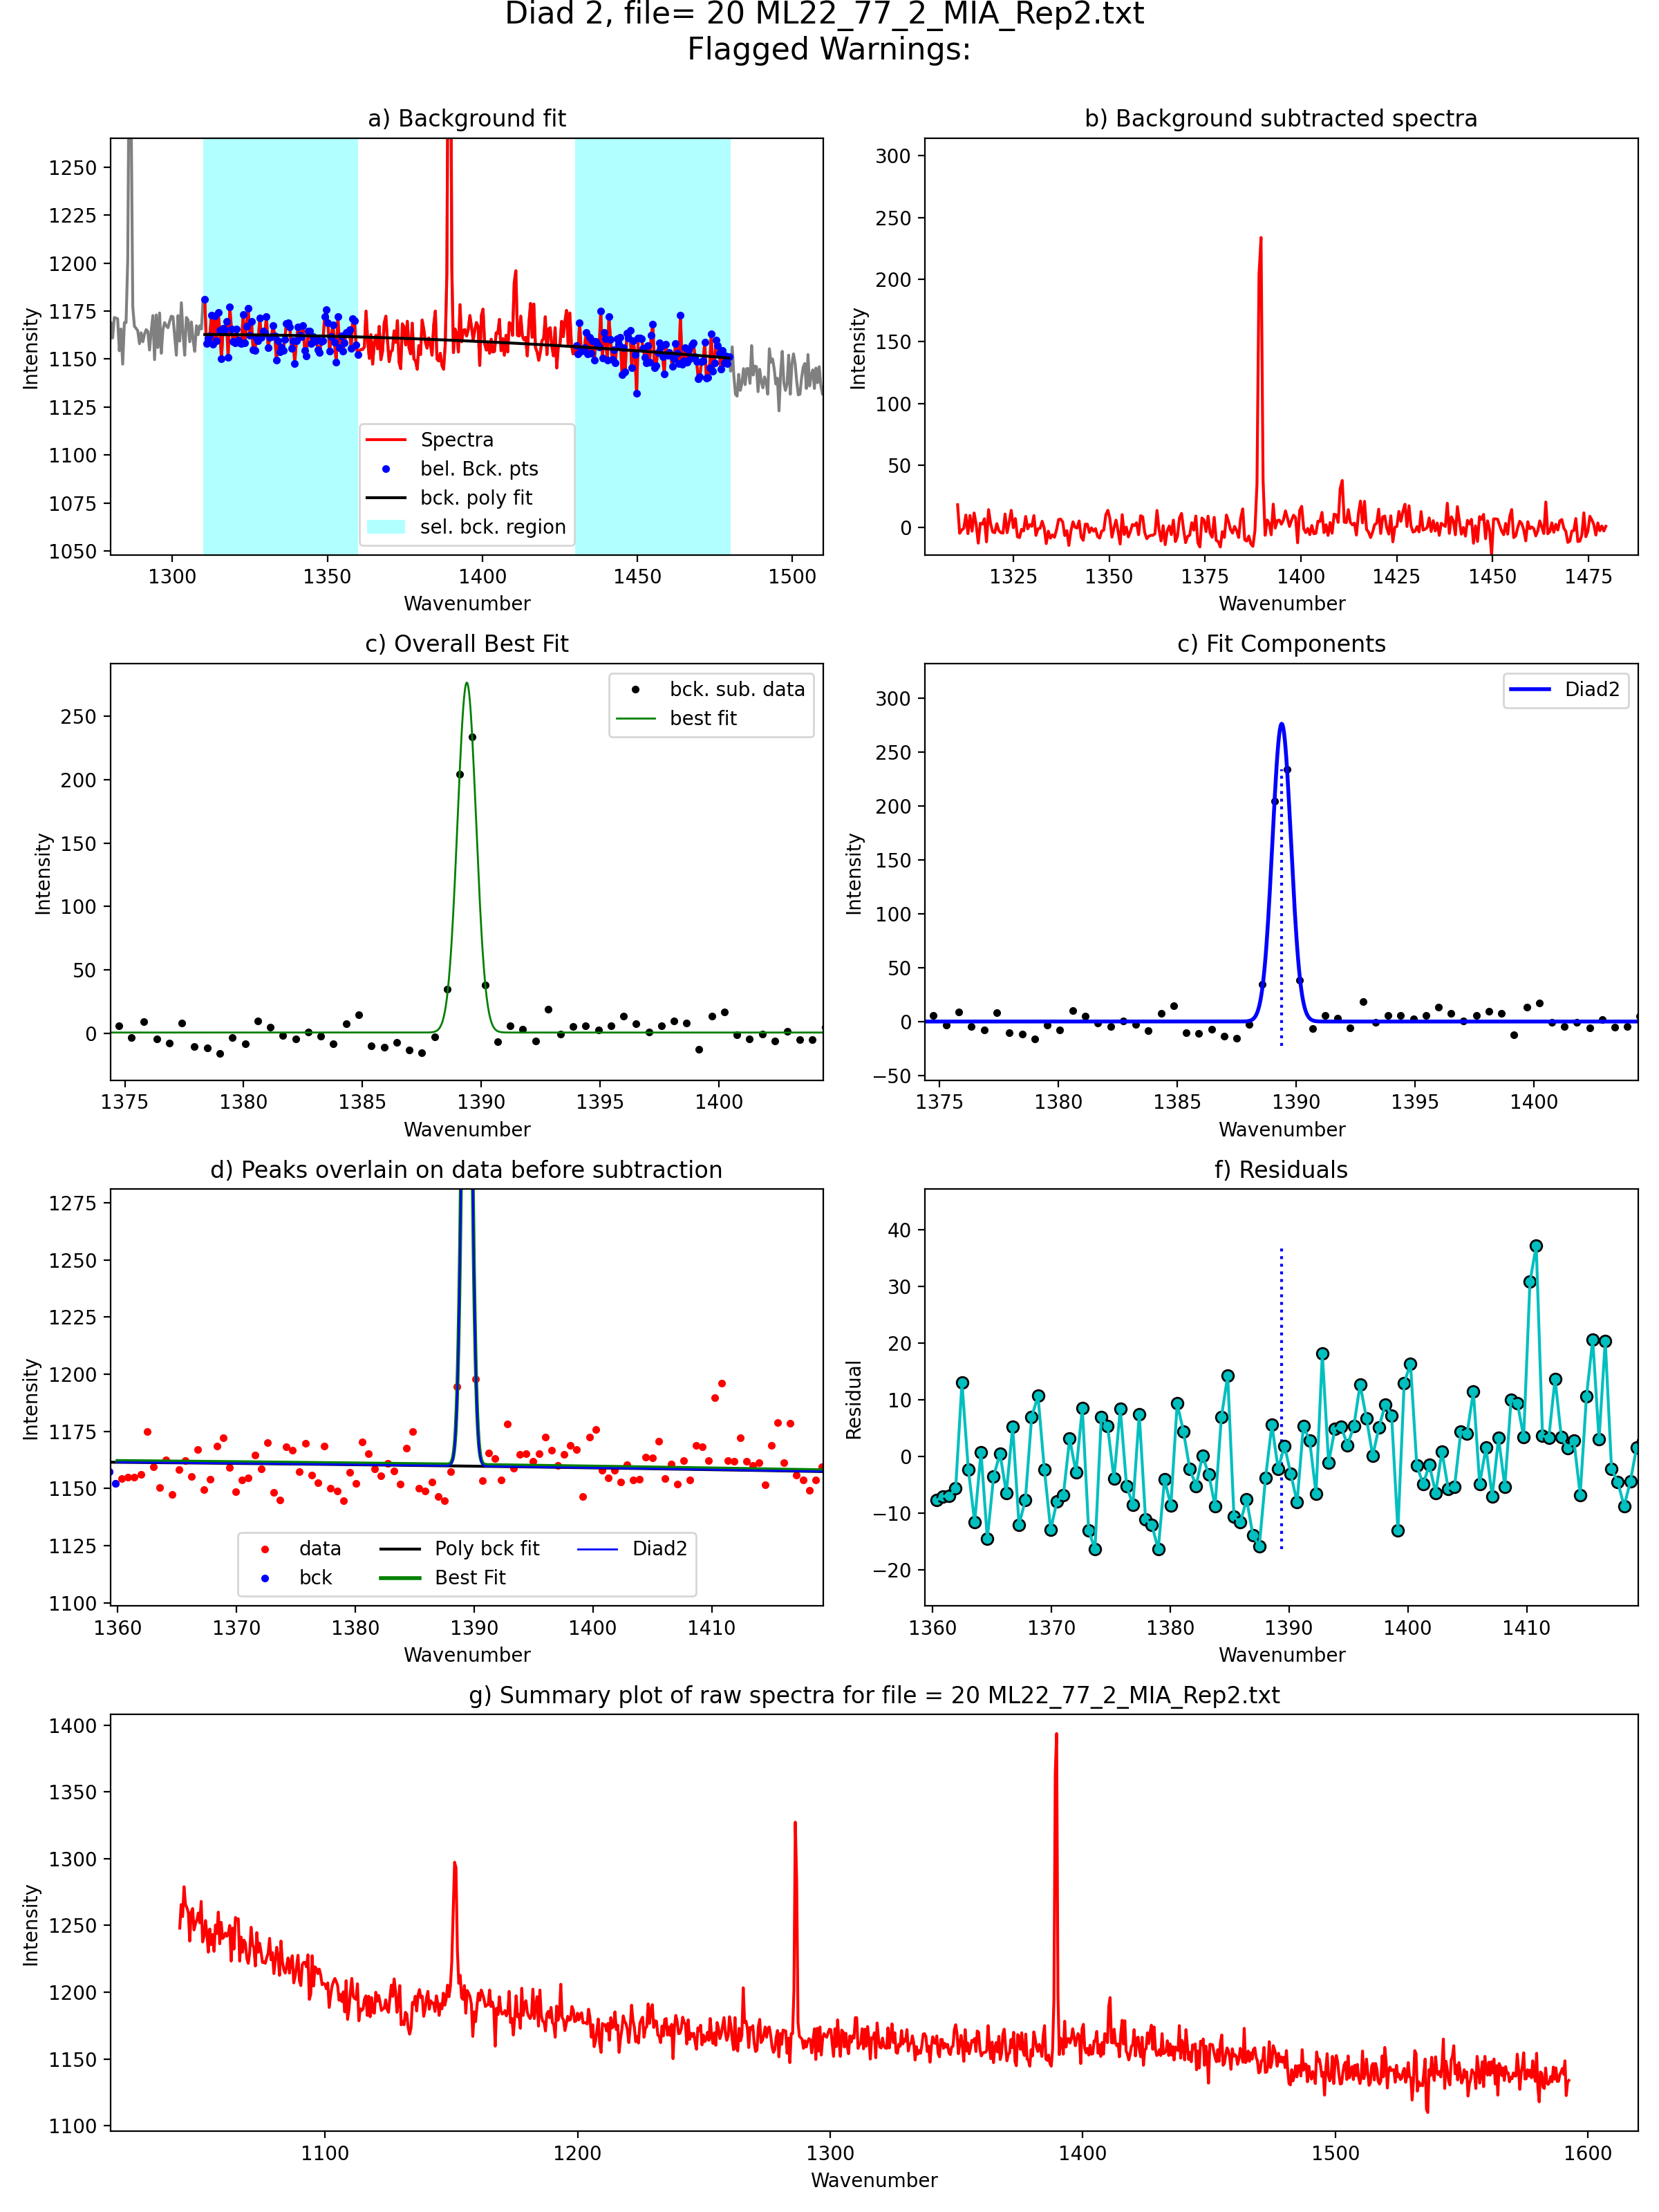 Diad 2, file= 20 ML22_77_2_MIA_Rep2.txt
Flagged Warnings:
a) Background fit
Intensity
1250
1225
1200
1175
1150
1125
1100
1075
1050
Spectra
bel. Bck. pts
bck. poly fit
sel. bck. region
1300 1350 1400 1450 1500
Wavenumber
b) Background subtracted spectra
Intensity
300
250
200
150
100
50
0
1325 1350 1375 1400 1425 1450 1475
Wavenumber
c) Overall Best Fit
Intensity
250
200
150
100
50
0
bck. sub. data
best fit
1375 1380 1385 1390 1395 1400
Wavenumber
c) Fit Components
Intensity
300
250
200
150
100
50
0
−50
Diad2
1375 1380 1385 1390 1395 1400
Wavenumber
d) Peaks overlain on data before subtraction
Intensity
1275
1250
1225
1200
1175
1150
1125
1100
data Poly bck fit Diad2
bck Best Fit
1360 1370 1380 1390 1400 1410
Wavenumber
f) Residuals
Residual
40
30
20
10
0
−10
−20
1360 1370 1380 1390 1400 1410
Wavenumber
g) Summary plot of raw spectra for file = 20 ML22_77_2_MIA_Rep2.txt
Intensity
1400
1350
1300
1250
1200
1150
1100
1100 1200 1300 1400 1500 1600
Wavenumber